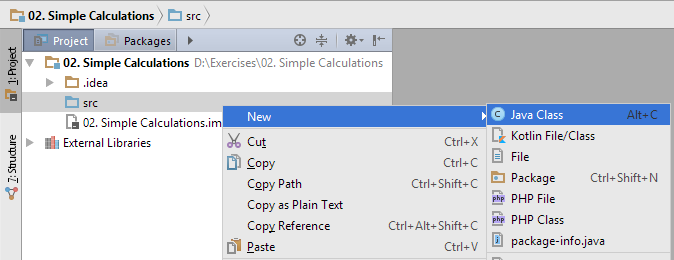 02. Simple Calculations src
1: Project
7: Structure
Project Packages
02. Simple Calculations D:\Exercises\02. Simple Calculations
.idea
src
02. Simple Calculations.im
External Libraries
New
Cut Ctrl+X
Copy Ctrl+C
Copy Path Ctrl+Shift+C
Copy as Plain Text
Copy Reference Ctrl+Alt+Shift+C
Paste Ctrl+V
Java Class Alt+C
Kotlin File/Class
File
Package Ctrl+Shift+N
PHP File
PHP Class
package-info.java